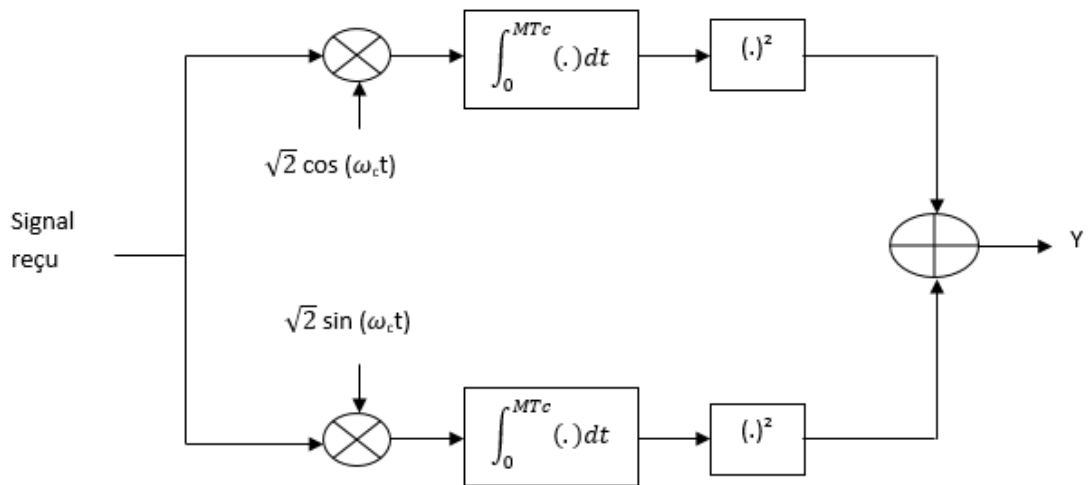 ∫₀^{MTc} (.)dt
(.)²
√2 cos (ω꜀t)
Signal
reçu
Y
√2 sin (ω꜀t)
∫₀^{MTc} (.)dt
(.)²